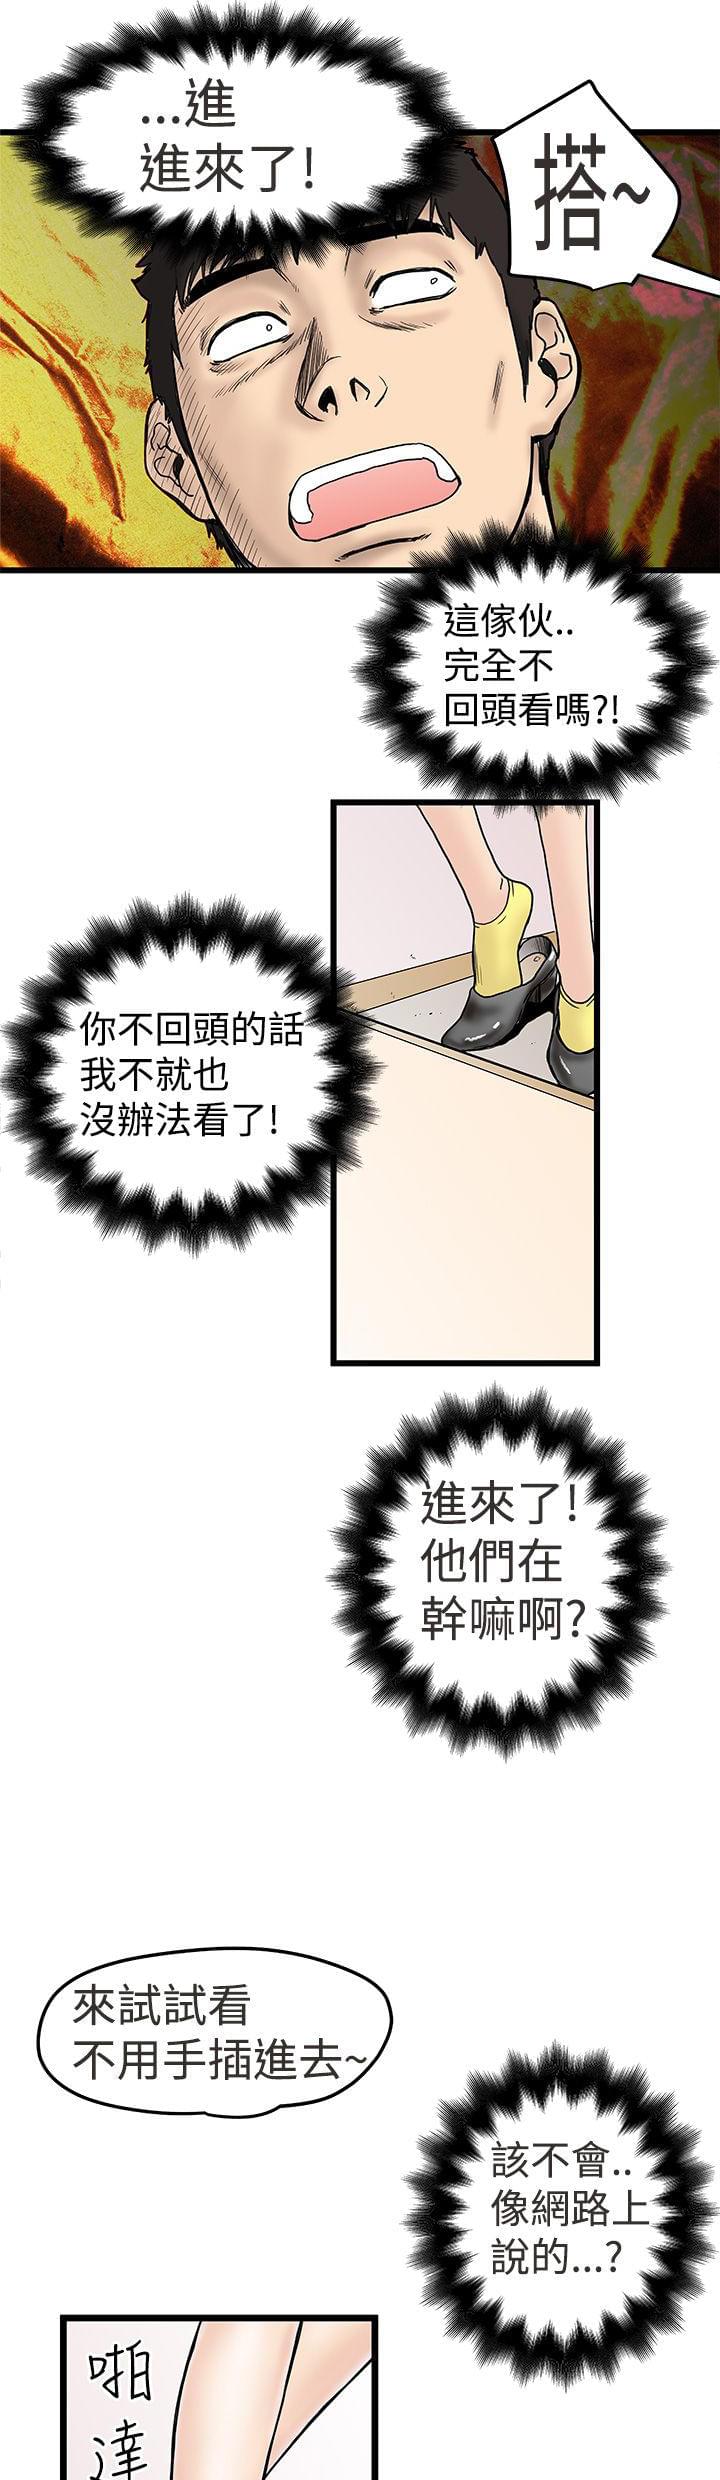 ...進
進來了!
搭~
這傢伙..
完全不
回頭看嗎?!
你不回頭的話
我不就也
沒辦法看了!
進來了!
他們在
幹嘛啊?
來試試看
不用手插進去~
該不會..
像網路上
說的...?
啪
達